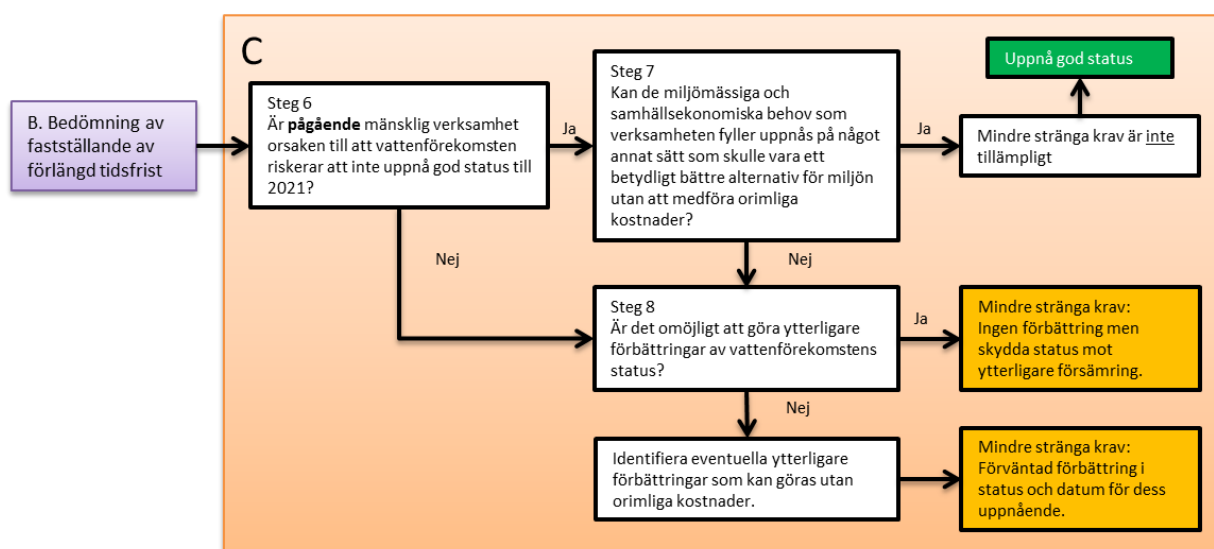 C
B. Bedömning av
fastställande av
förlängd tidsfrist
Steg 6
Är pågående mänsklig verksamhet
orsaken till att vattenförekomsten
riskerar att inte uppnå god status till
2021?
Ja
Nej
Steg 7
Kan de miljömässiga och
samhällsekonomiska behov som
verksamheten fyller uppnås på något
annat sätt som skulle vara ett
betydligt bättre alternativ för miljön
utan att medföra orimliga
kostnader?
Ja
Nej
Uppnå god status
Mindre stränga krav är inte
tillämpligt
Steg 8
Är det omöjligt att göra ytterligare
förbättringar av vattenförekomstens
status?
Ja
Nej
Mindre stränga krav:
Ingen förbättring men
skydda status mot
ytterligare försämring.
Identifiera eventuella ytterligare
förbättringar som kan göras utan
orimliga kostnader.
Mindre stränga krav:
Förväntad förbättring i
status och datum för dess
uppnående.